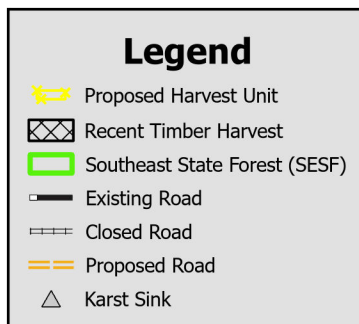 Legend
Proposed Harvest Unit
Recent Timber Harvest
Southeast State Forest (SESF)
Existing Road
Closed Road
Proposed Road
Karst Sink